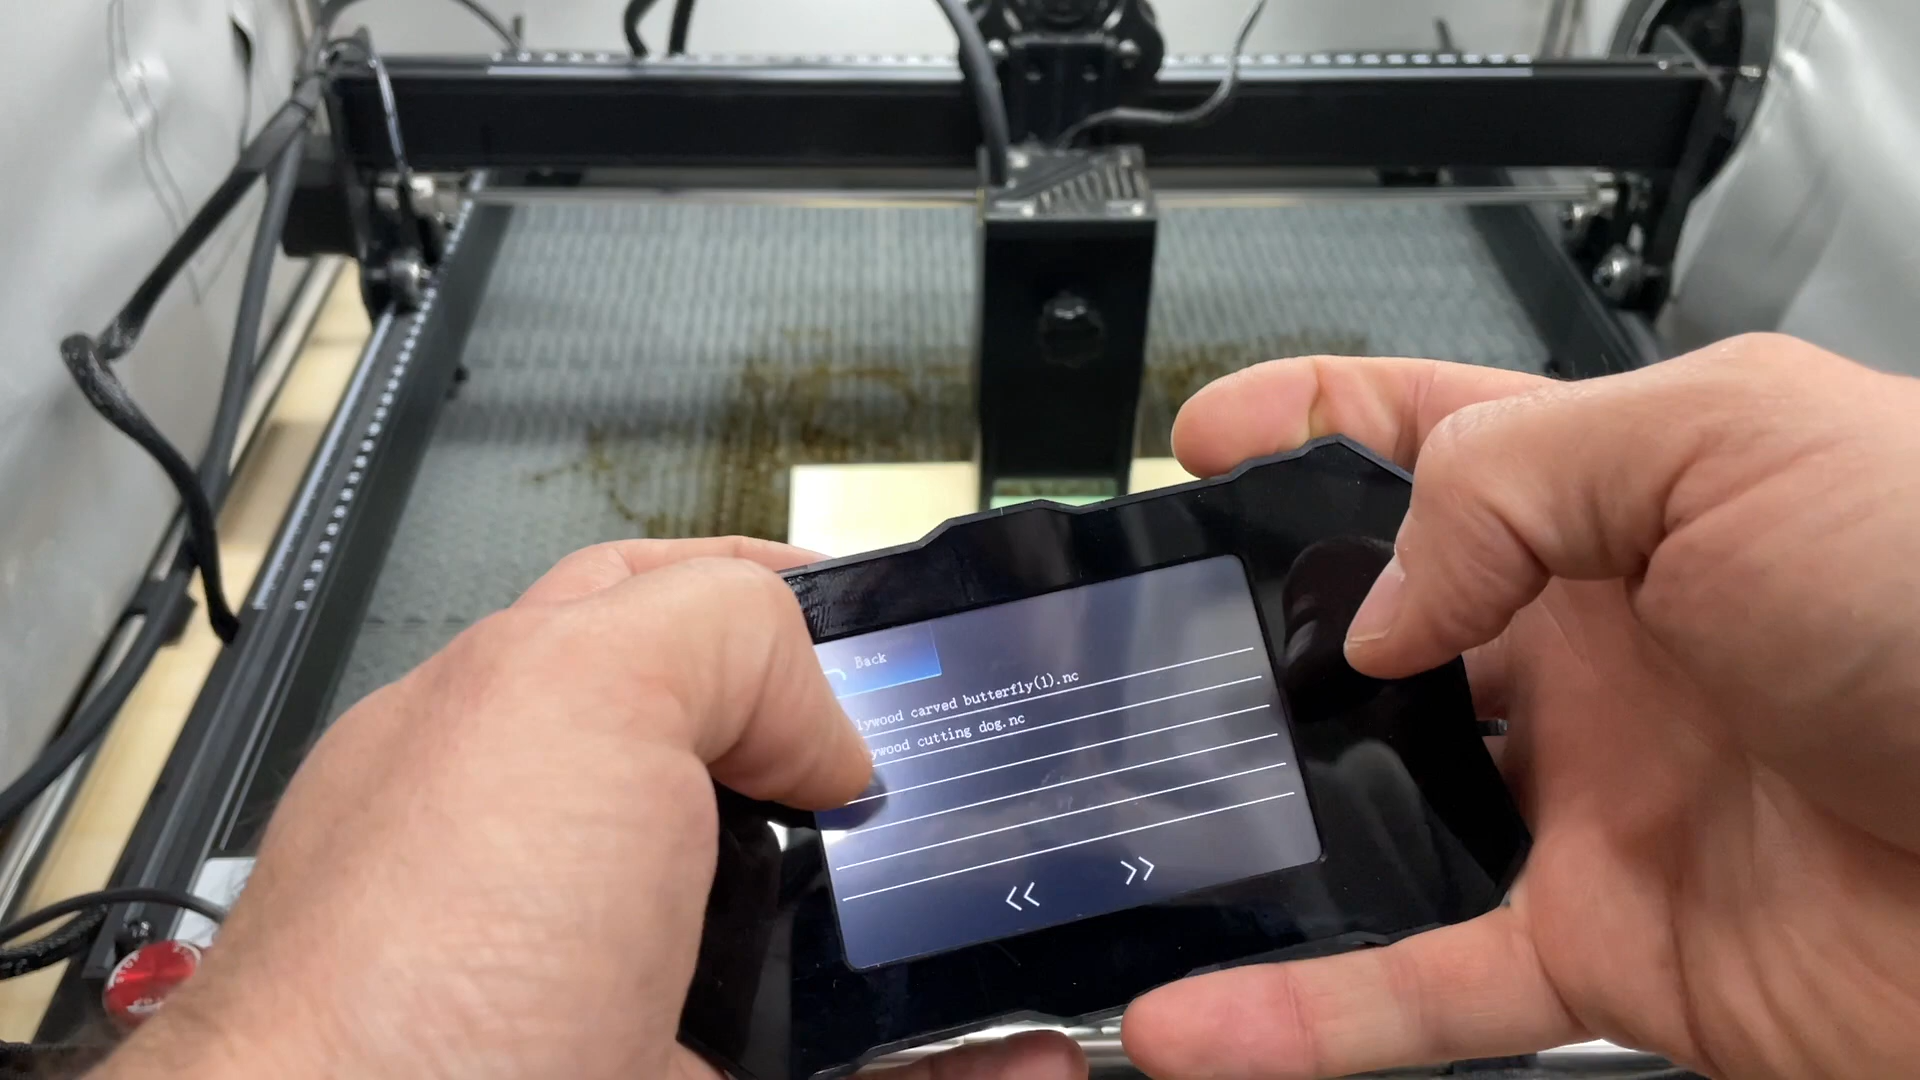 Back
lywood carved butterfly(1).nc
ywood cutting dog.nc
<< >>